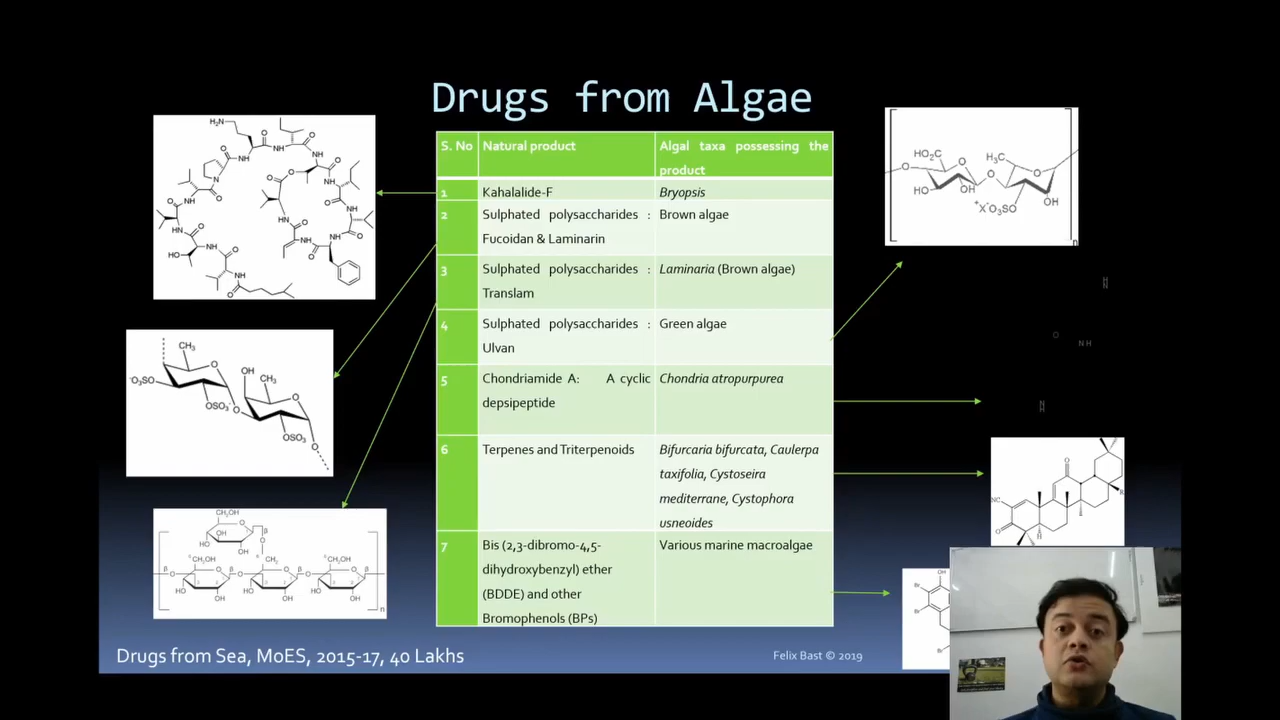 Drugs from Algae
S. No Natural product Algal taxa possessing the
product
1 Kahalalide-F Bryopsis
2 Sulphated polysaccharides : Brown algae
Fucoidan & Laminarin
3 Sulphated polysaccharides : Laminaria (Brown algae)
Translam
4 Sulphated polysaccharides : Green algae
Ulvan
5 Chondriamide A: A cyclic Chondria atropurpurea
depsipeptide
6 Terpenes and Triterpenoids Bifurcaria bifurcata, Caulerpa
taxifolia, Cystoseira
mediterrane, Cystophora
usneoides
7 Bis (2,3-dibromo-4,5- Various marine macroalgae
dihydroxybenzyl) ether
(BDDE) and other
Bromophenols (BPs)
Drugs from Sea, MoES, 2015-17, 40 Lakhs
Felix Bast © 2019